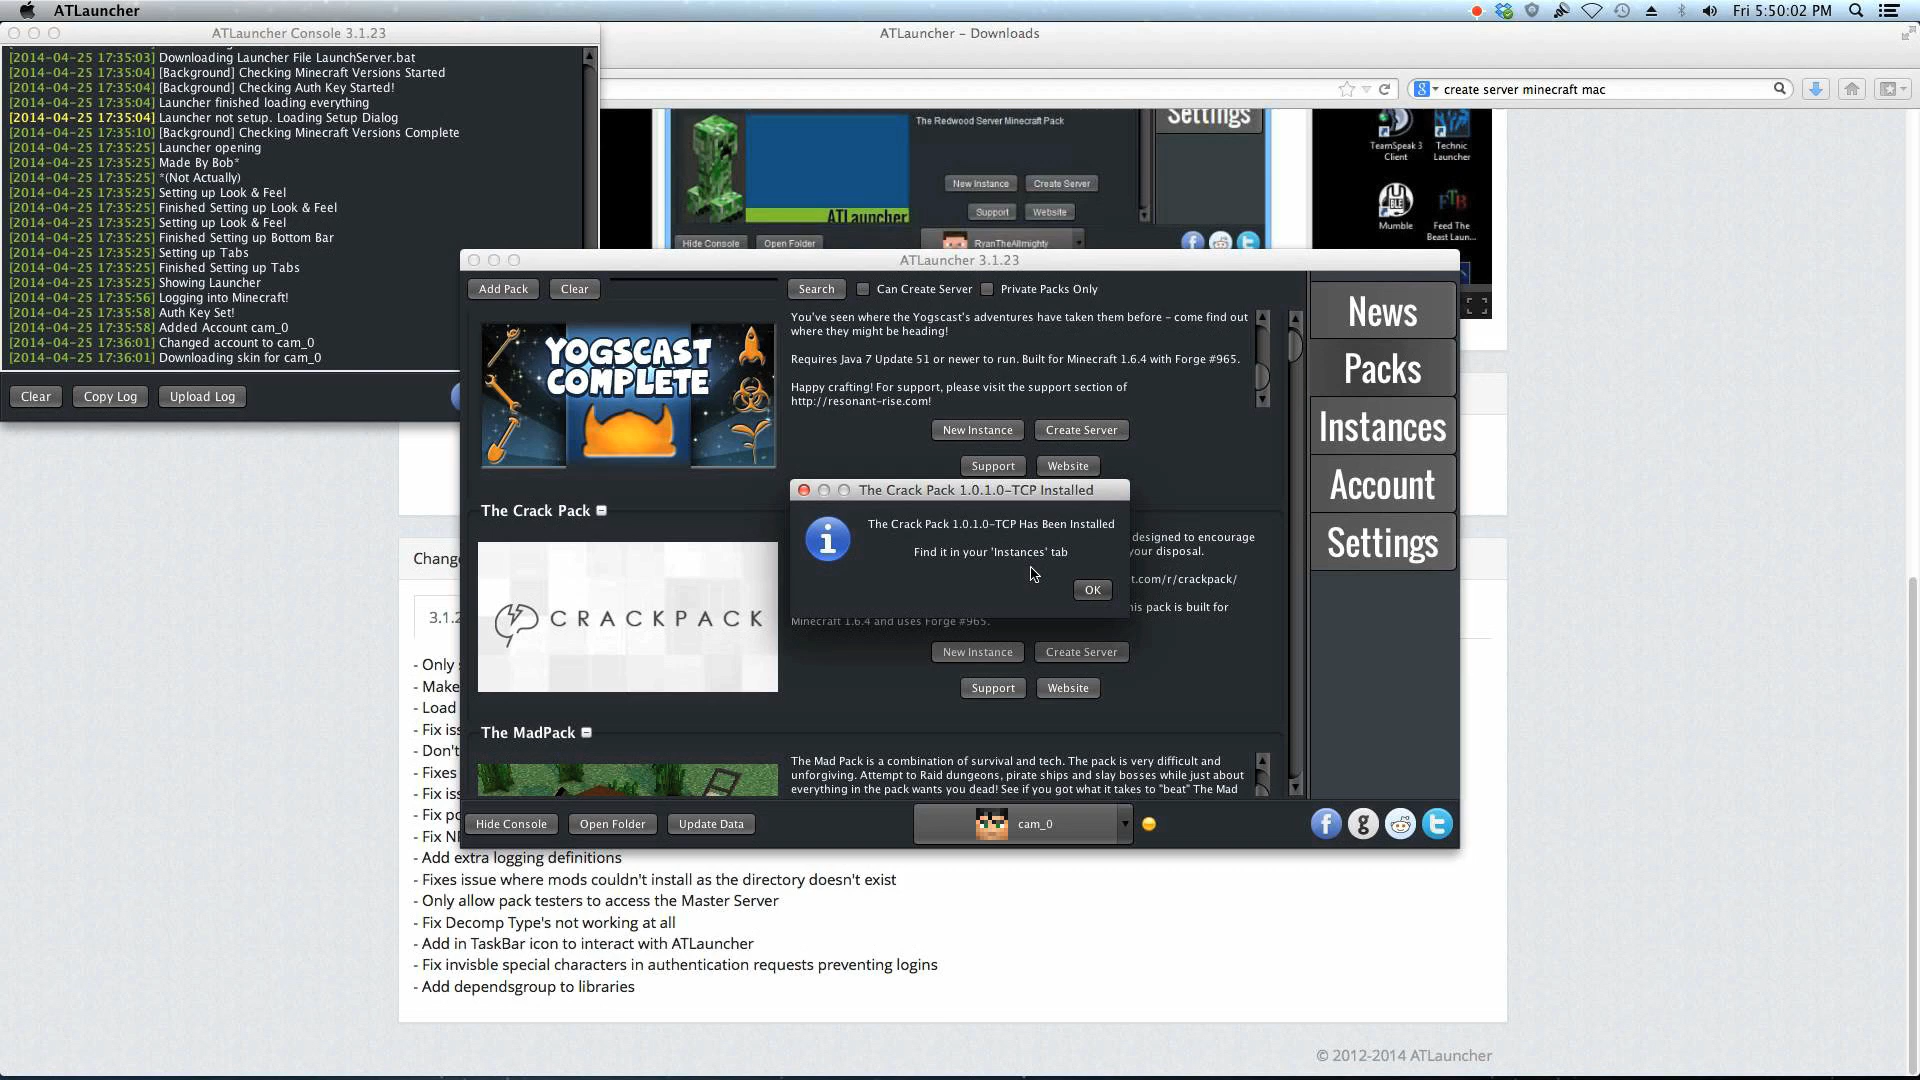 ATLauncher
Fri 5:50:02 PM
ATLauncher Console 3.1.23
[2014-04-25 17:35:03] Downloading Launcher File LaunchServer.bat
[2014-04-25 17:35:04] [Background] Checking Minecraft Versions Started
[2014-04-25 17:35:04] [Background] Checking Auth Key Started!
[2014-04-25 17:35:04] Launcher finished loading everything
[2014-04-25 17:35:04] Launcher not setup. Loading Setup Dialog
[2014-04-25 17:35:10] [Background] Checking Minecraft Versions Complete
[2014-04-25 17:35:25] Launcher opening
[2014-04-25 17:35:25] Made By Bob*
[2014-04-25 17:35:25] *(Not Actually)
[2014-04-25 17:35:25] Setting up Look & Feel
[2014-04-25 17:35:25] Finished Setting up Look & Feel
[2014-04-25 17:35:25] Setting up Look & Feel
[2014-04-25 17:35:25] Finished Setting up Bottom Bar
[2014-04-25 17:35:25] Setting up Tabs
[2014-04-25 17:35:25] Finished Setting up Tabs
[2014-04-25 17:35:25] Showing Launcher
[2014-04-25 17:35:56] Logging into Minecraft!
[2014-04-25 17:35:58] Auth Key Set!
[2014-04-25 17:35:58] Added Account cam_0
[2014-04-25 17:36:01] Changed account to cam_0
[2014-04-25 17:36:01] Downloading skin for cam_0
Clear Copy Log Upload Log
ATLauncher - Downloads
create server minecraft mac
The Redwood Server Minecraft Pack
Settings
New Instance Create Server
Support Website
ATLauncher
Hide Console Open Folder RyanTheAllmighty
TeamSpeak 3
Client
Technic
Launcher
Mumble
Feed The
Beast Laun...
ATLauncher 3.1.23
Add Pack Clear Search Can Create Server Private Packs Only
YOGSCAST
COMPLETE
You've seen where the Yogscast's adventures have taken them before - come find out
where they might be heading!
Requires Java 7 Update 51 or newer to run. Built for Minecraft 1.6.4 with Forge #965.
Happy crafting! For support, please visit the support section of
http://resonant-rise.com!
New Instance Create Server
Support Website
The Crack Pack
CRACKPACK
designed to encourage
your disposal.
t.com/r/crackpack/
his pack is built for
Minecraft 1.6.4 and uses Forge #965.
New Instance Create Server
Support Website
The Crack Pack 1.0.1.0-TCP Installed
The Crack Pack 1.0.1.0-TCP Has Been Installed
Find it in your 'Instances' tab
OK
The MadPack
The Mad Pack is a combination of survival and tech. The pack is very difficult and
unforgiving. Attempt to Raid dungeons, pirate ships and slay bosses while just about
everything in the pack wants you dead! See if you got what it takes to "beat" The Mad
Hide Console Open Folder Update Data cam_0
News
Packs
Instances
Account
Settings
Chang
3.1.2
- Only
- Make
- Load
- Fix iss
- Don't
- Fixes
- Fix iss
- Fix po
- Fix N
- Add extra logging definitions
- Fixes issue where mods couldn't install as the directory doesn't exist
- Only allow pack testers to access the Master Server
- Fix Decomp Type's not working at all
- Add in TaskBar icon to interact with ATLauncher
- Fix invisble special characters in authentication requests preventing logins
- Add dependsgroup to libraries
© 2012-2014 ATLauncher